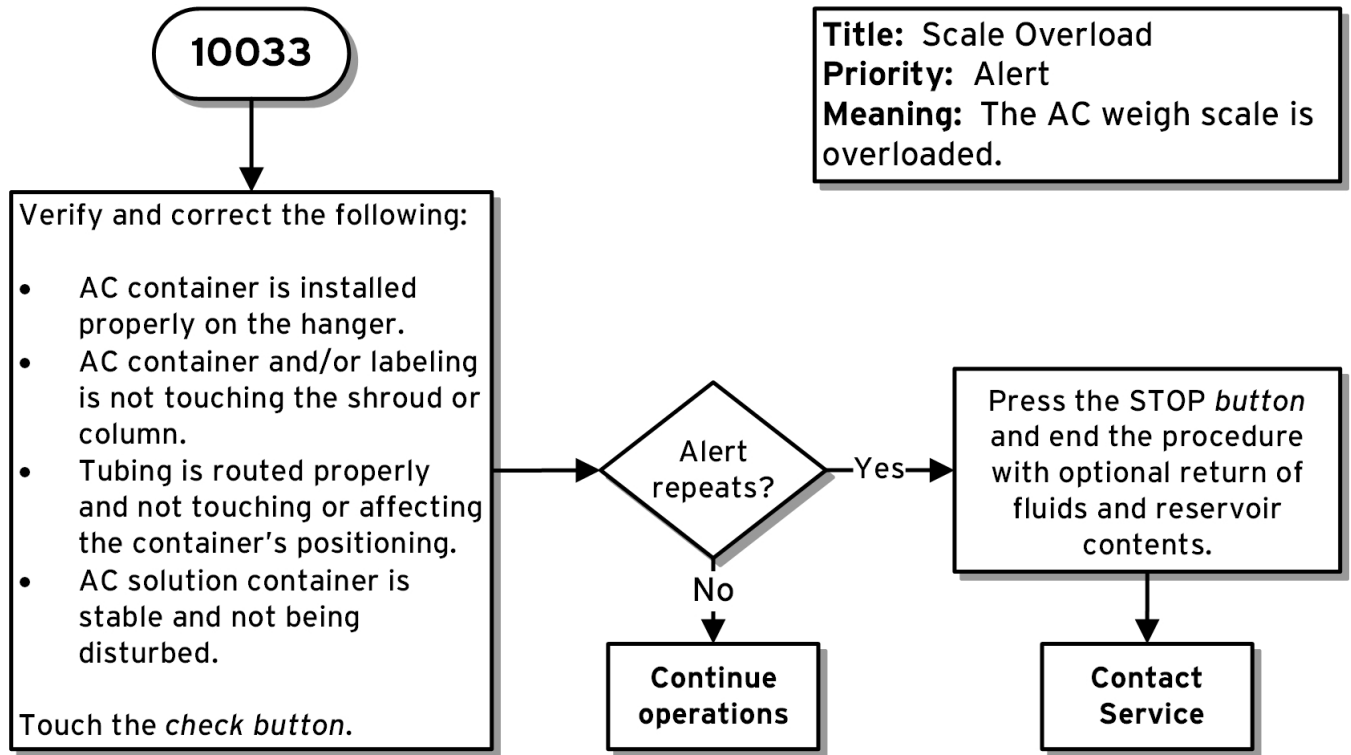 10033
Title: Scale Overload
Priority: Alert
Meaning: The AC weigh scale is
overloaded.
Verify and correct the following:
• AC container is installed
properly on the hanger.
• AC container and/or labeling
is not touching the shroud or
column.
• Tubing is routed properly
and not touching or affecting
the container's positioning.
• AC solution container is
stable and not being
disturbed.
Touch the check button.
Alert
repeats?
Yes
Press the STOP button
and end the procedure
with optional return of
fluids and reservoir
contents.
No
Continue
operations
Contact
Service